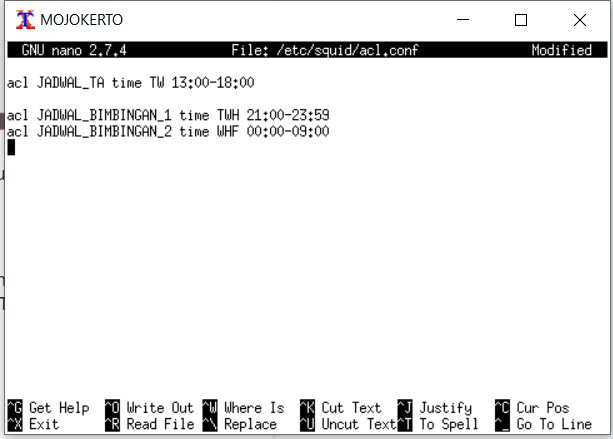 MOJOKERTO
GNU nano 2.7.4 File: /etc/squid/acl.conf Modified
acl JADWAL_TA time TW 13:00-18:00
acl JADWAL_BIMBINGAN_1 time TWH 21:00-23:59
acl JADWAL_BIMBINGAN_2 time WHF 00:00-09:00
^G Get Help ^O Write Out ^W Where Is ^K Cut Text ^J Justify ^C Cur Pos
^X Exit ^R Read File ^\ Replace ^U Uncut Text ^T To Spell ^_ Go To Line